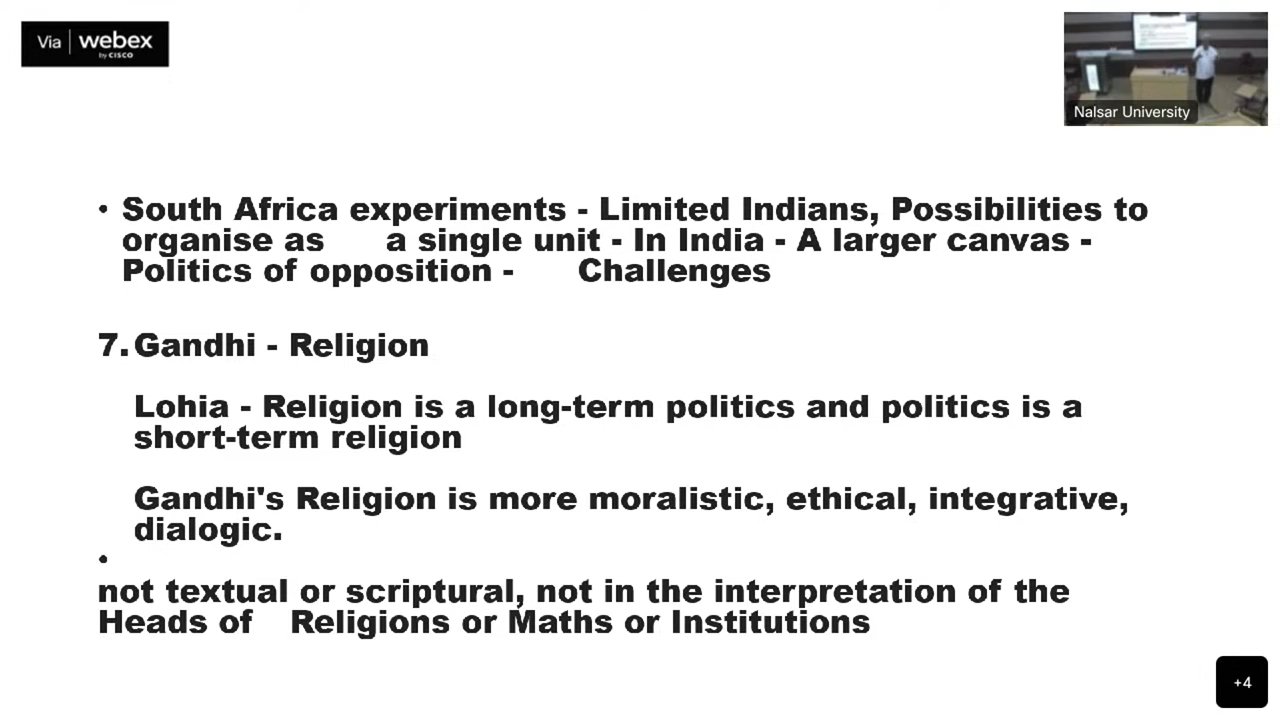 Via webex
by CISCO
Nalsar University
• South Africa experiments - Limited Indians, Possibilities to
organise as a single unit - In India - A larger canvas -
Politics of opposition - Challenges
7. Gandhi - Religion
Lohia - Religion is a long-term politics and politics is a
short-term religion
Gandhi's Religion is more moralistic, ethical, integrative,
dialogic.
•
not textual or scriptural, not in the interpretation of the
Heads of Religions or Maths or Institutions
+4